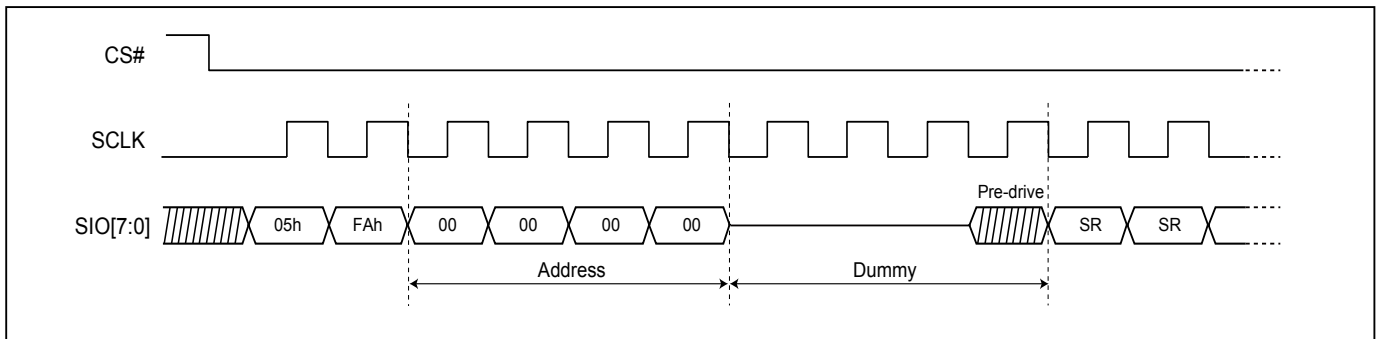 CS#
SCLK
Pre-drive
SIO[7:0] 05h FAh 00 00 00 00 SR SR
Address Dummy